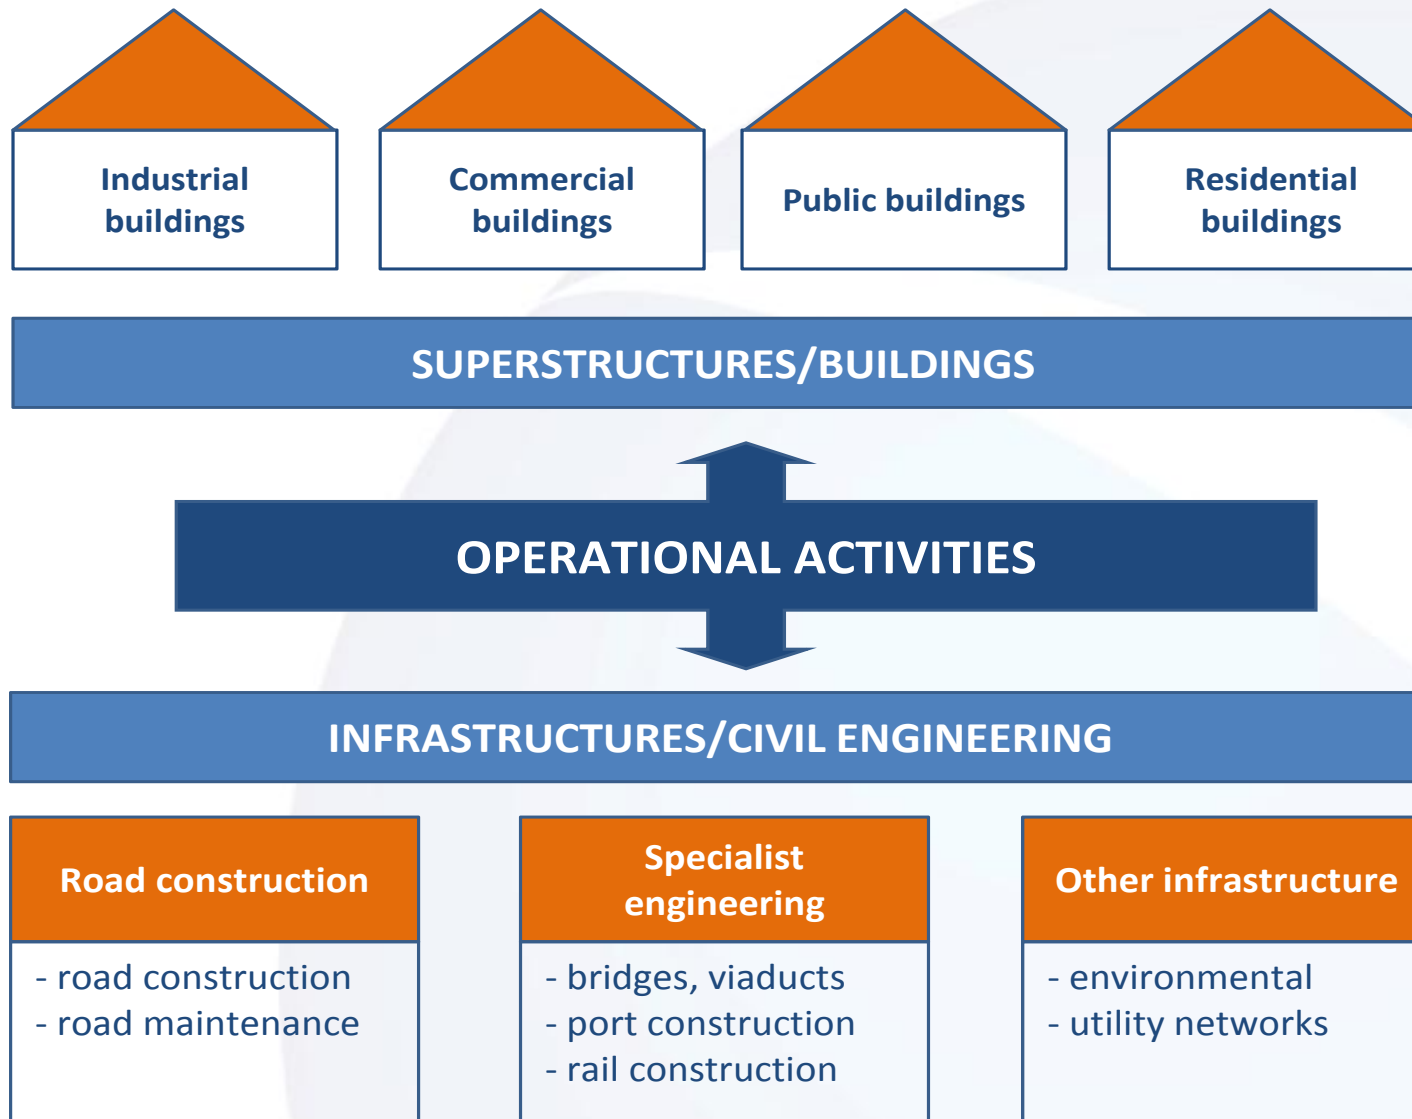 Industrial
buildings
Commercial
buildings
Public buildings
Residential
buildings
SUPERSTRUCTURES/BUILDINGS
OPERATIONAL ACTIVITIES
INFRASTRUCTURES/CIVIL ENGINEERING
Road construction
- road construction
- road maintenance
Specialist
engineering
- bridges, viaducts
- port construction
- rail construction
Other infrastructure
- environmental
- utility networks